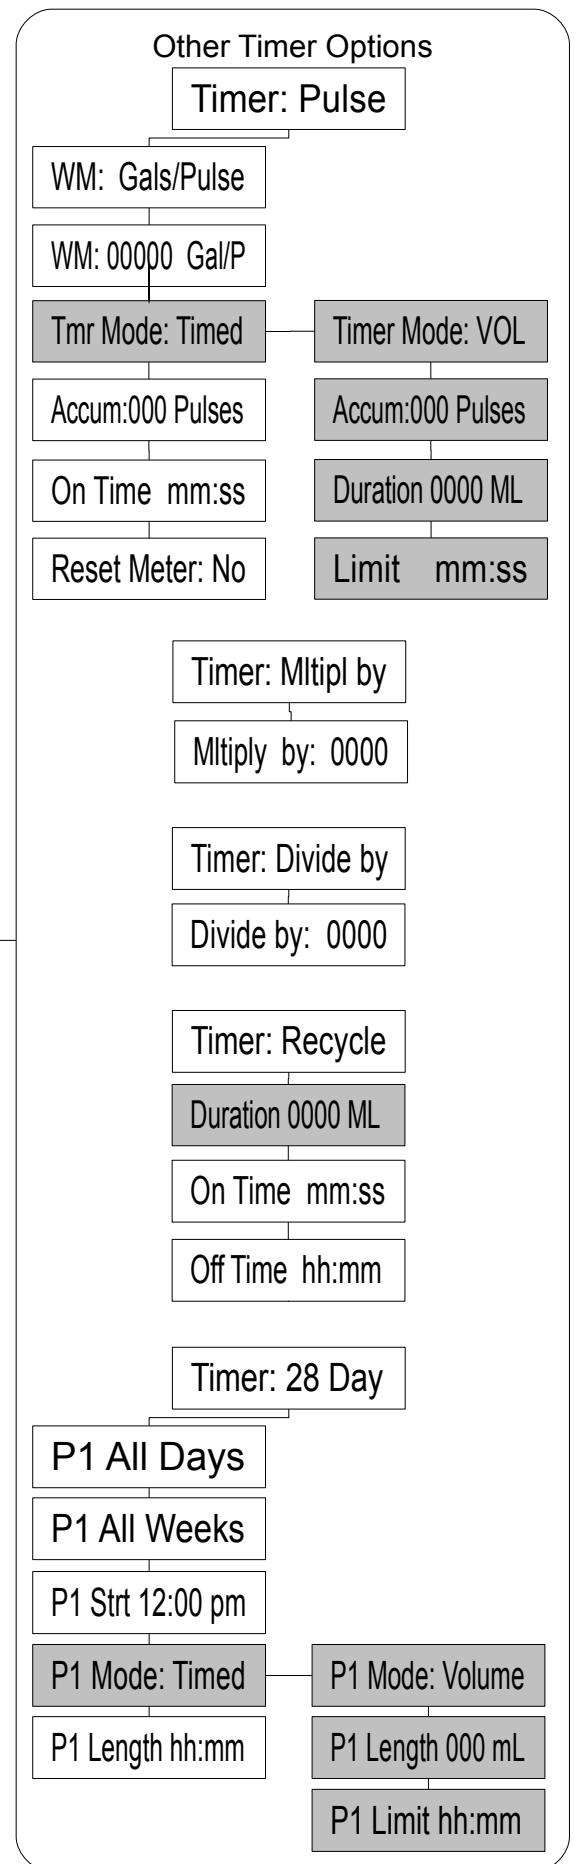 Other Timer Options
Timer: Pulse
WM: Gals/Pulse
WM: 00000 Gal/P
Tmr Mode: Timed
Timer Mode: VOL
Accum:000 Pulses
Accum:000 Pulses
On Time mm:ss
Duration 0000 ML
Reset Meter: No
Limit mm:ss
Timer: Mltipl by
Mltiply by: 0000
Timer: Divide by
Divide by: 0000
Timer: Recycle
Duration 0000 ML
On Time mm:ss
Off Time hh:mm
Timer: 28 Day
P1 All Days
P1 All Weeks
P1 Strt 12:00 pm
P1 Mode: Timed
P1 Mode: Volume
P1 Length hh:mm
P1 Length 000 mL
P1 Limit hh:mm